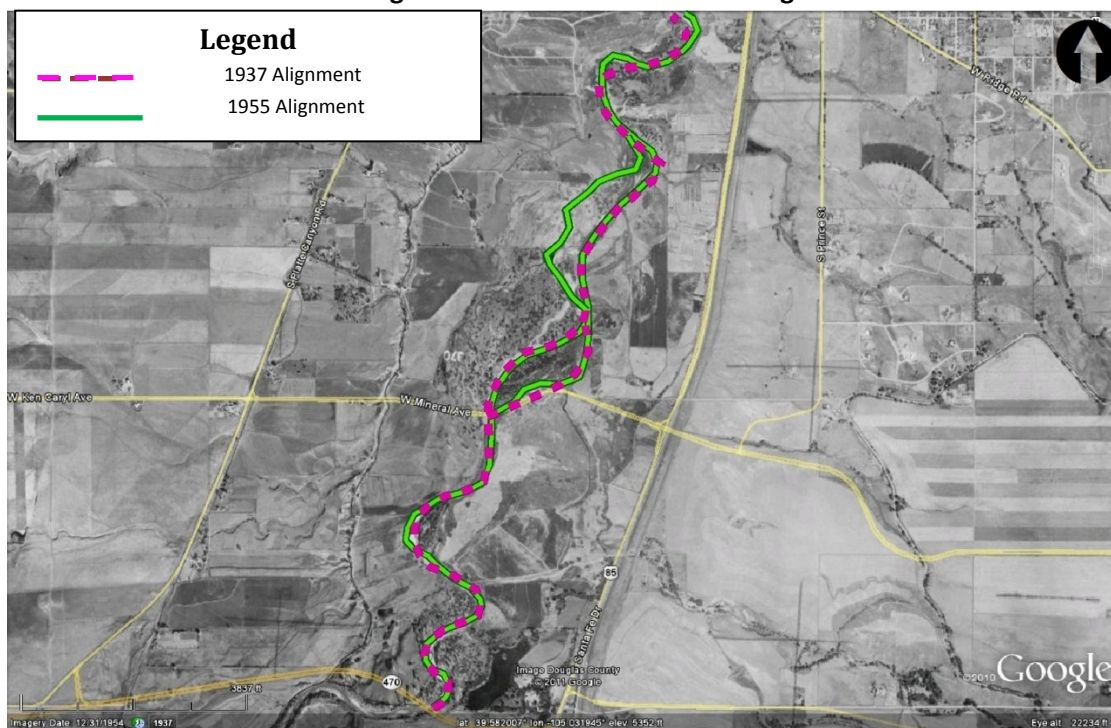 Legend
1937 Alignment
1955 Alignment
W Ridge Rd
S Platte Canyon Rd
S Prince St
W Ken Caryl Ave
W Mineral Ave
85
Santa Fe Dr
470
Image Douglas County
© 2011 Google
©2010 Google
3837 ft
Imagery Date: 12/31/1954 1937
lat 39.582007° lon -105.031945° elev 5352 ft
Eye alt 22234 ft